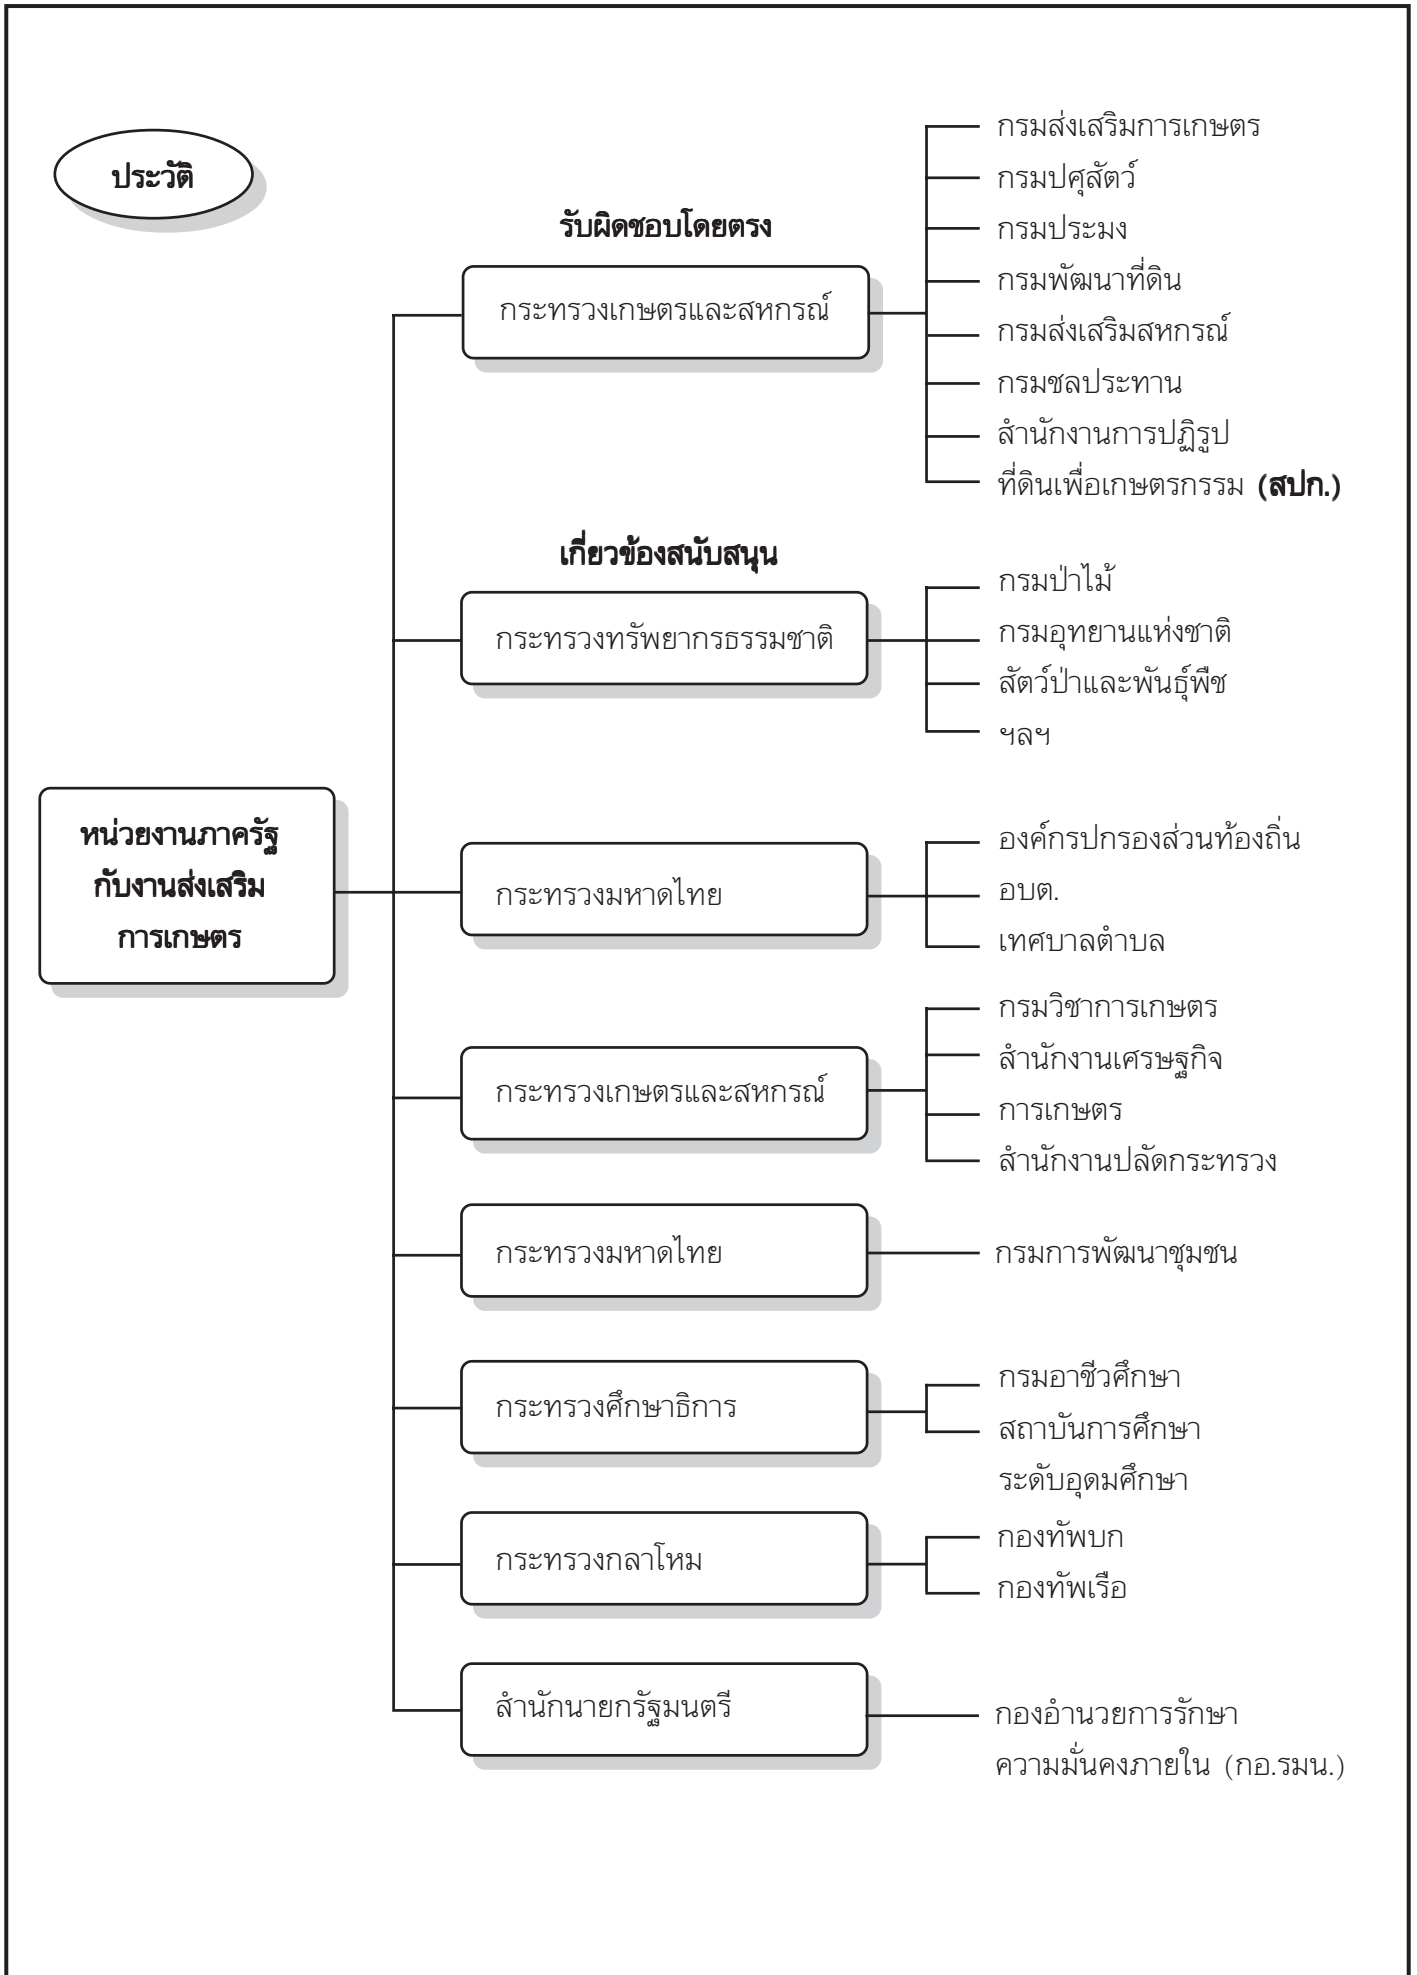 ประวัติ
หน่วยงานภาครัฐ
กับงานส่งเสริม
การเกษตร
รับผิดชอบโดยตรง
กระทรวงเกษตรและสหกรณ์
กรมส่งเสริมการเกษตร
กรมปศุสัตว์
กรมประมง
กรมพัฒนาที่ดิน
กรมส่งเสริมสหกรณ์
กรมชลประทาน
สำนักงานการปฏิรูป
ที่ดินเพื่อเกษตรกรรม (สปก.)
เกี่ยวข้องสนับสนุน
กระทรวงทรัพยากรธรรมชาติ
กรมป่าไม้
กรมอุทยานแห่งชาติ
สัตว์ป่าและพันธุ์พืช
ฯลฯ
กระทรวงมหาดไทย
องค์กรปกรองส่วนท้องถิ่น
อบต.
เทศบาลตำบล
กระทรวงเกษตรและสหกรณ์
กรมวิชาการเกษตร
สำนักงานเศรษฐกิจ
การเกษตร
สำนักงานปลัดกระทรวง
กระทรวงมหาดไทย
กรมการพัฒนาชุมชน
กระทรวงศึกษาธิการ
กรมอาชีวศึกษา
สถาบันการศึกษา
ระดับอุดมศึกษา
กระทรวงกลาโหม
กองทัพบก
กองทัพเรือ
สำนักนายกรัฐมนตรี
กองอำนวยการรักษา
ความมั่นคงภายใน (กอ.รมน.)